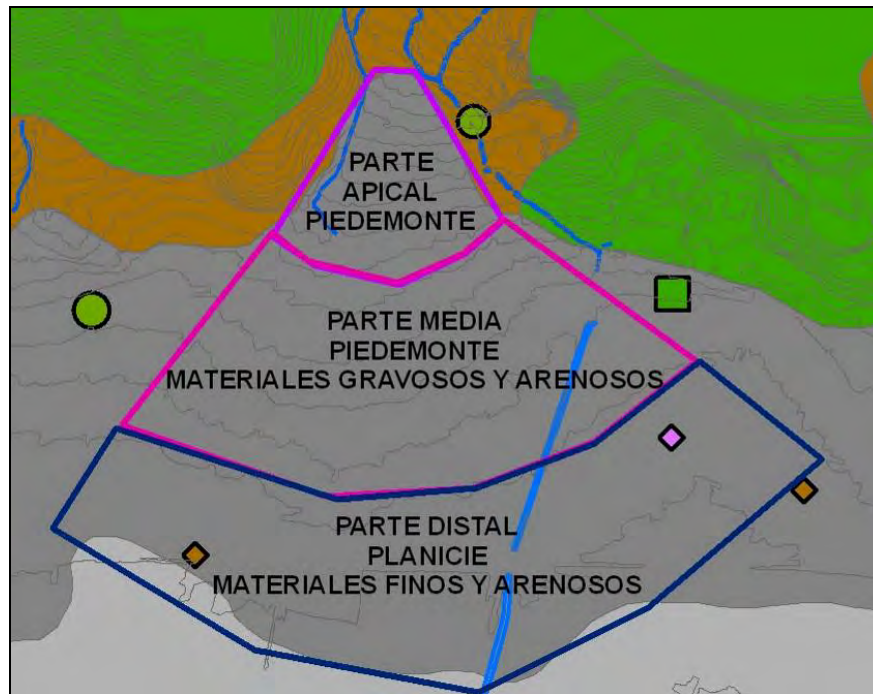 PARTE
APICAL
PIEDEMONTE
PARTE MEDIA
PIEDEMONTE
MATERIALES GRAVOSOS Y ARENOSOS
PARTE DISTAL
PLANICIE
MATERIALES FINOS Y ARENOSOS